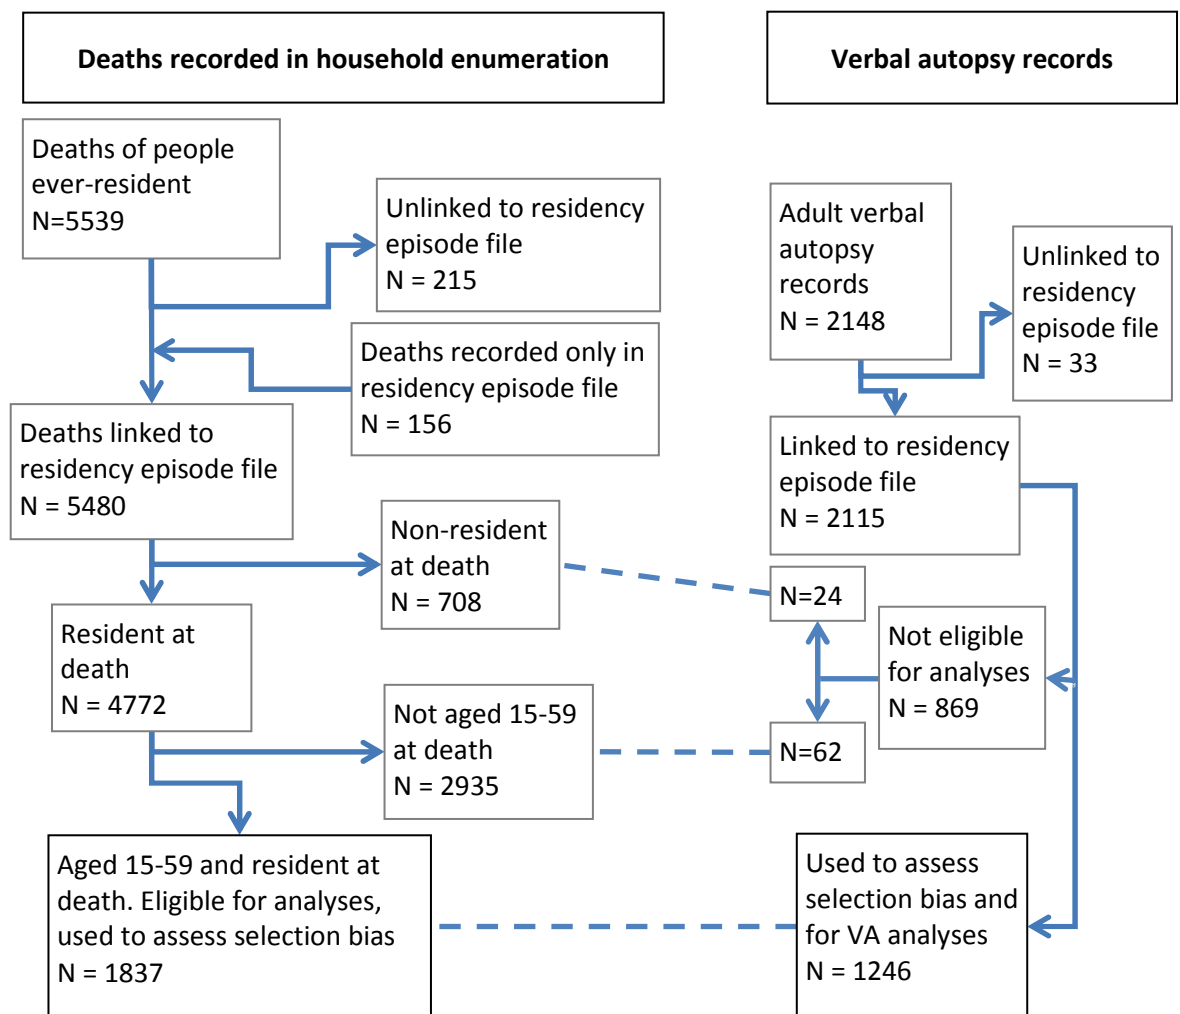 Deaths recorded in household enumeration
Verbal autopsy records
Deaths of people
ever-resident
N=5539
Unlinked to residency
episode file
N = 215
Deaths recorded only in
residency episode file
N = 156
Deaths linked to
residency episode file
N = 5480
Non-resident
at death
N = 708
Resident at
death
N = 4772
Not aged 15-59
at death
N = 2935
Aged 15-59 and resident at
death. Eligible for analyses,
used to assess selection bias
N = 1837
Adult verbal
autopsy
records
N = 2148
Unlinked to
residency
episode file
N = 33
Linked to residency
episode file
N = 2115
N=24
Not eligible
for analyses
N = 869
N=62
Used to assess
selection bias and
for VA analyses
N = 1246